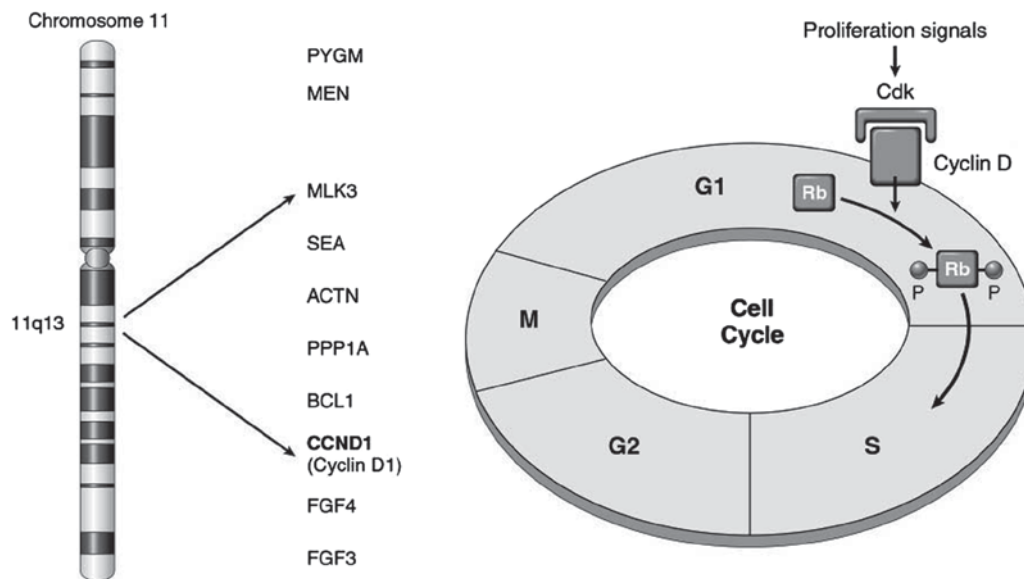 Chromosome 11
11q13
PYGM
MEN
MLK3
SEA
ACTN
PPP1A
BCL1
CCND1
(Cyclin D1)
FGF4
FGF3
Proliferation signals
Cdk
Cyclin D
G1
Rb
Rb
P
P
M
Cell
Cycle
G2
S